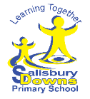 Learning Together
Salisbury
Downs
Primary School